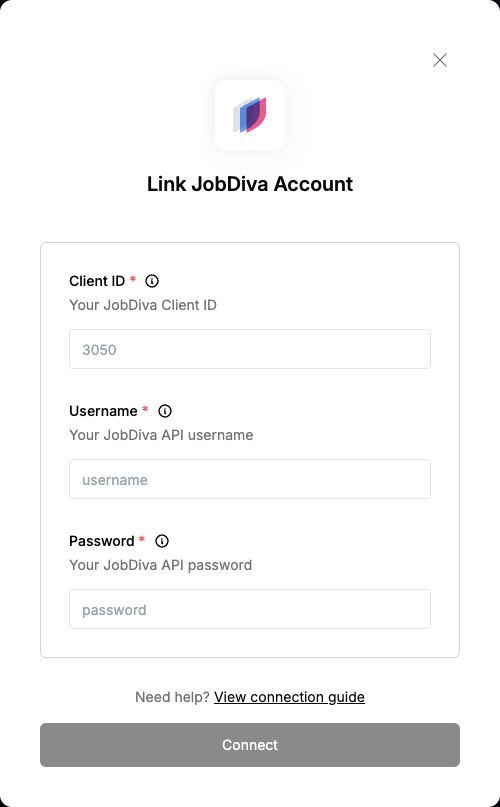 Link JobDiva Account
Client ID *
Your JobDiva Client ID
3050
Username *
Your JobDiva API username
username
Password *
Your JobDiva API password
password
Need help? View connection guide
Connect